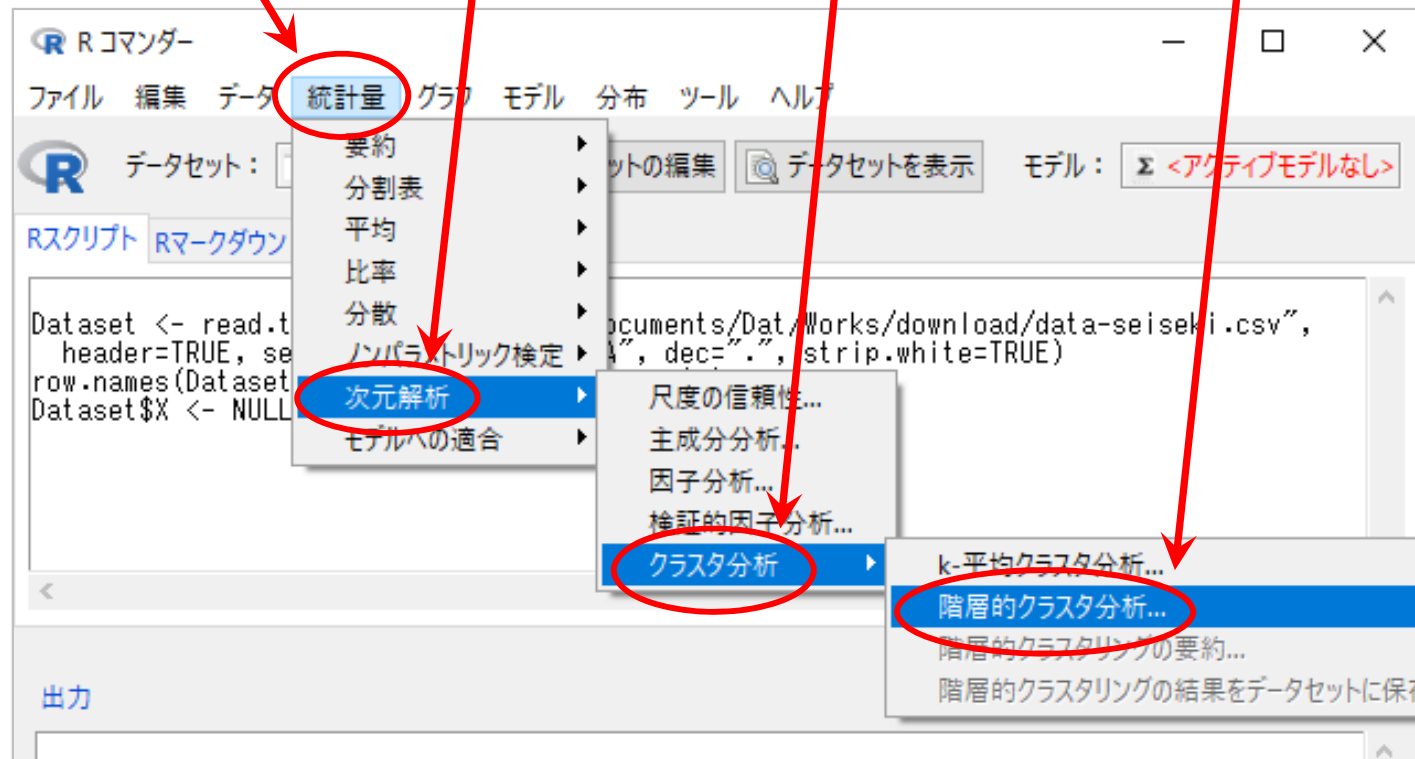 R コマンダー
ファイル 編集 データ 統計量 グラフ モデル 分布 ツール ヘルプ
データセット： ットの編集 データセットを表示 モデル： Σ <アクティブモデルなし>
Rスクリプト Rマークダウン
要約
分割表
平均
比率
分散
ノンパラメトリック検定
次元解析
モデルへの適合
Dataset <- read.t ocuments/Dat/Works/download/data-seiseki.csv",
header=TRUE, se A", dec=".", strip.white=TRUE)
row.names(Dataset
Dataset$X <- NULL
尺度の信頼性...
主成分分析...
因子分析...
検証的因子分析...
クラスタ分析
k-平均クラスタ分析...
階層的クラスタ分析...
階層的クラスタリングの要約...
階層的クラスタリングの結果をデータセットに保存
出力